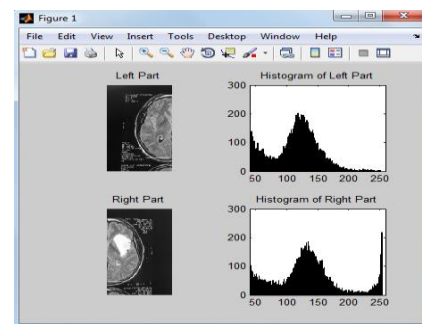 Figure 1
File Edit View Insert Tools Desktop Window Help
Left Part
Histogram of Left Part
300
200
100
0
50 100 150 200 250
Right Part
Histogram of Right Part
300
200
100
0
50 100 150 200 250